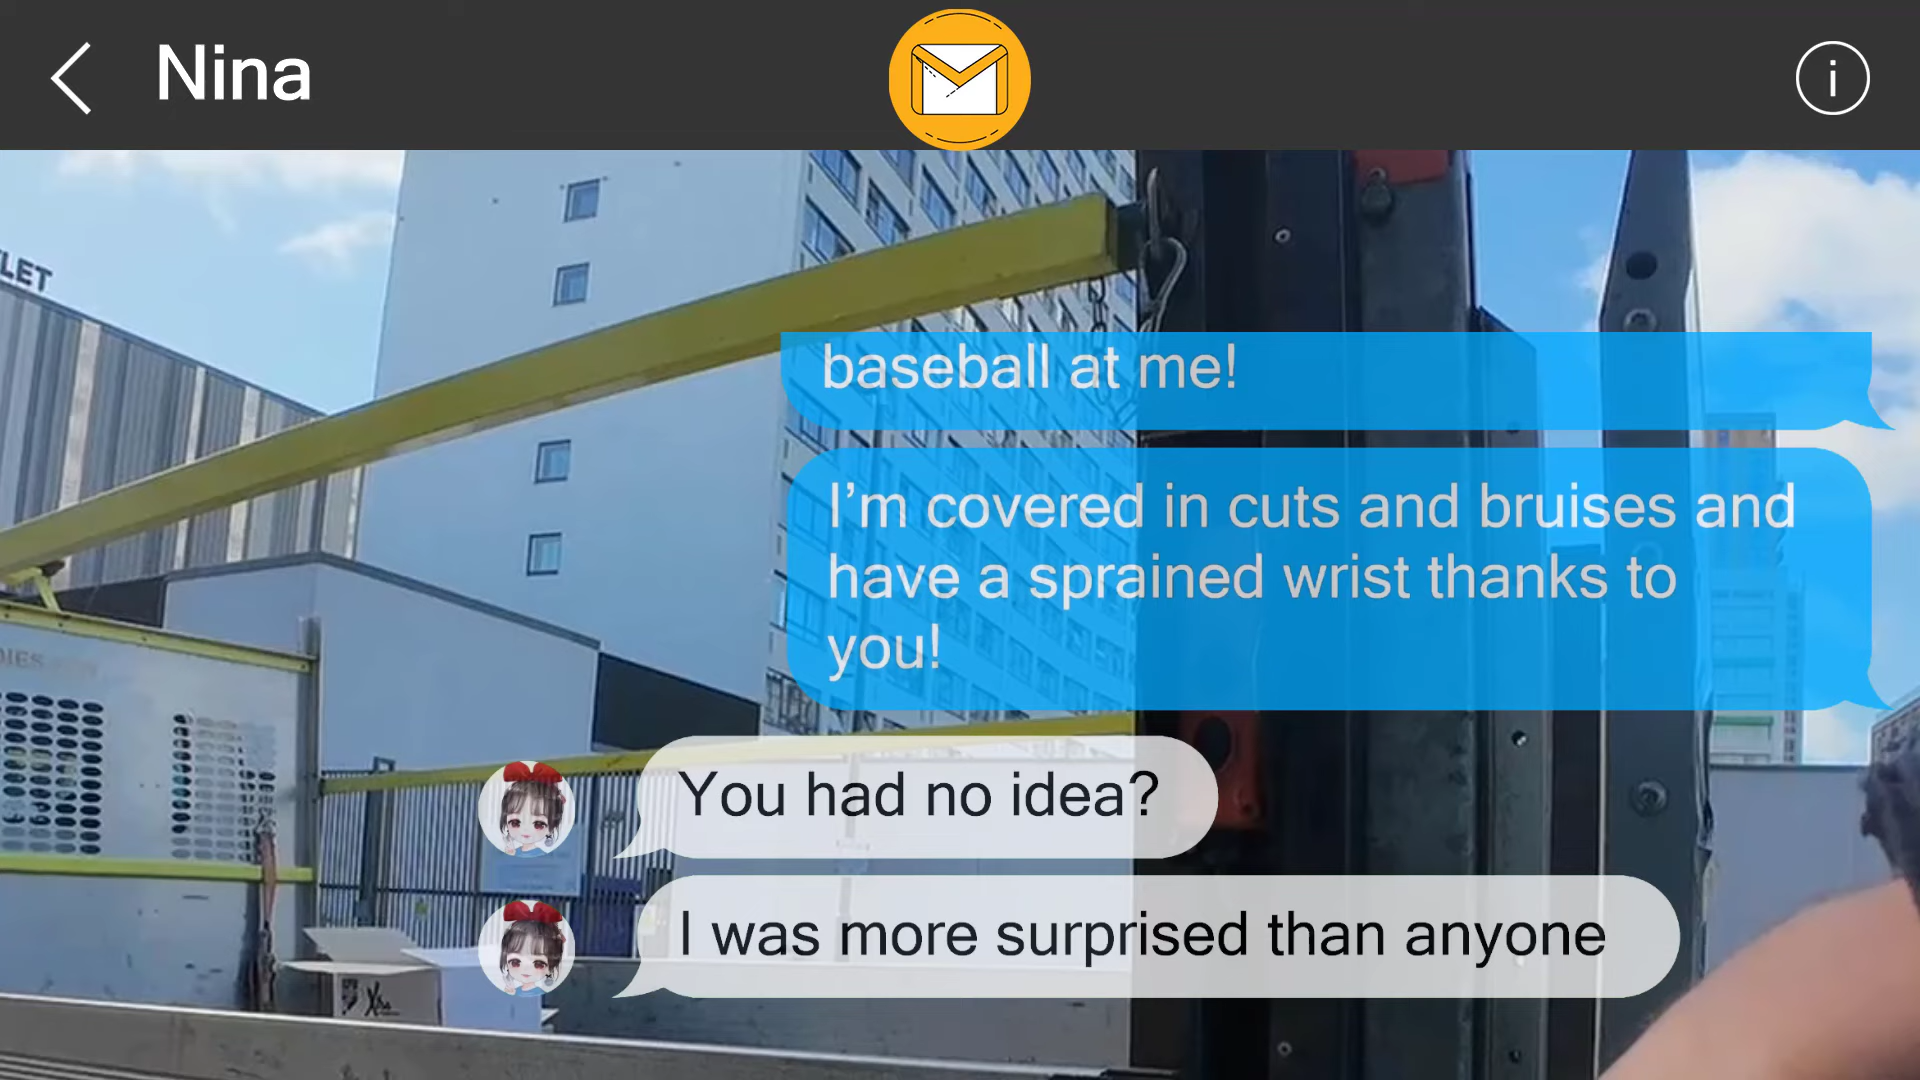 Nina
LET
baseball at me!
I’m covered in cuts and bruises and
have a sprained wrist thanks to
you!
You had no idea?
I was more surprised than anyone